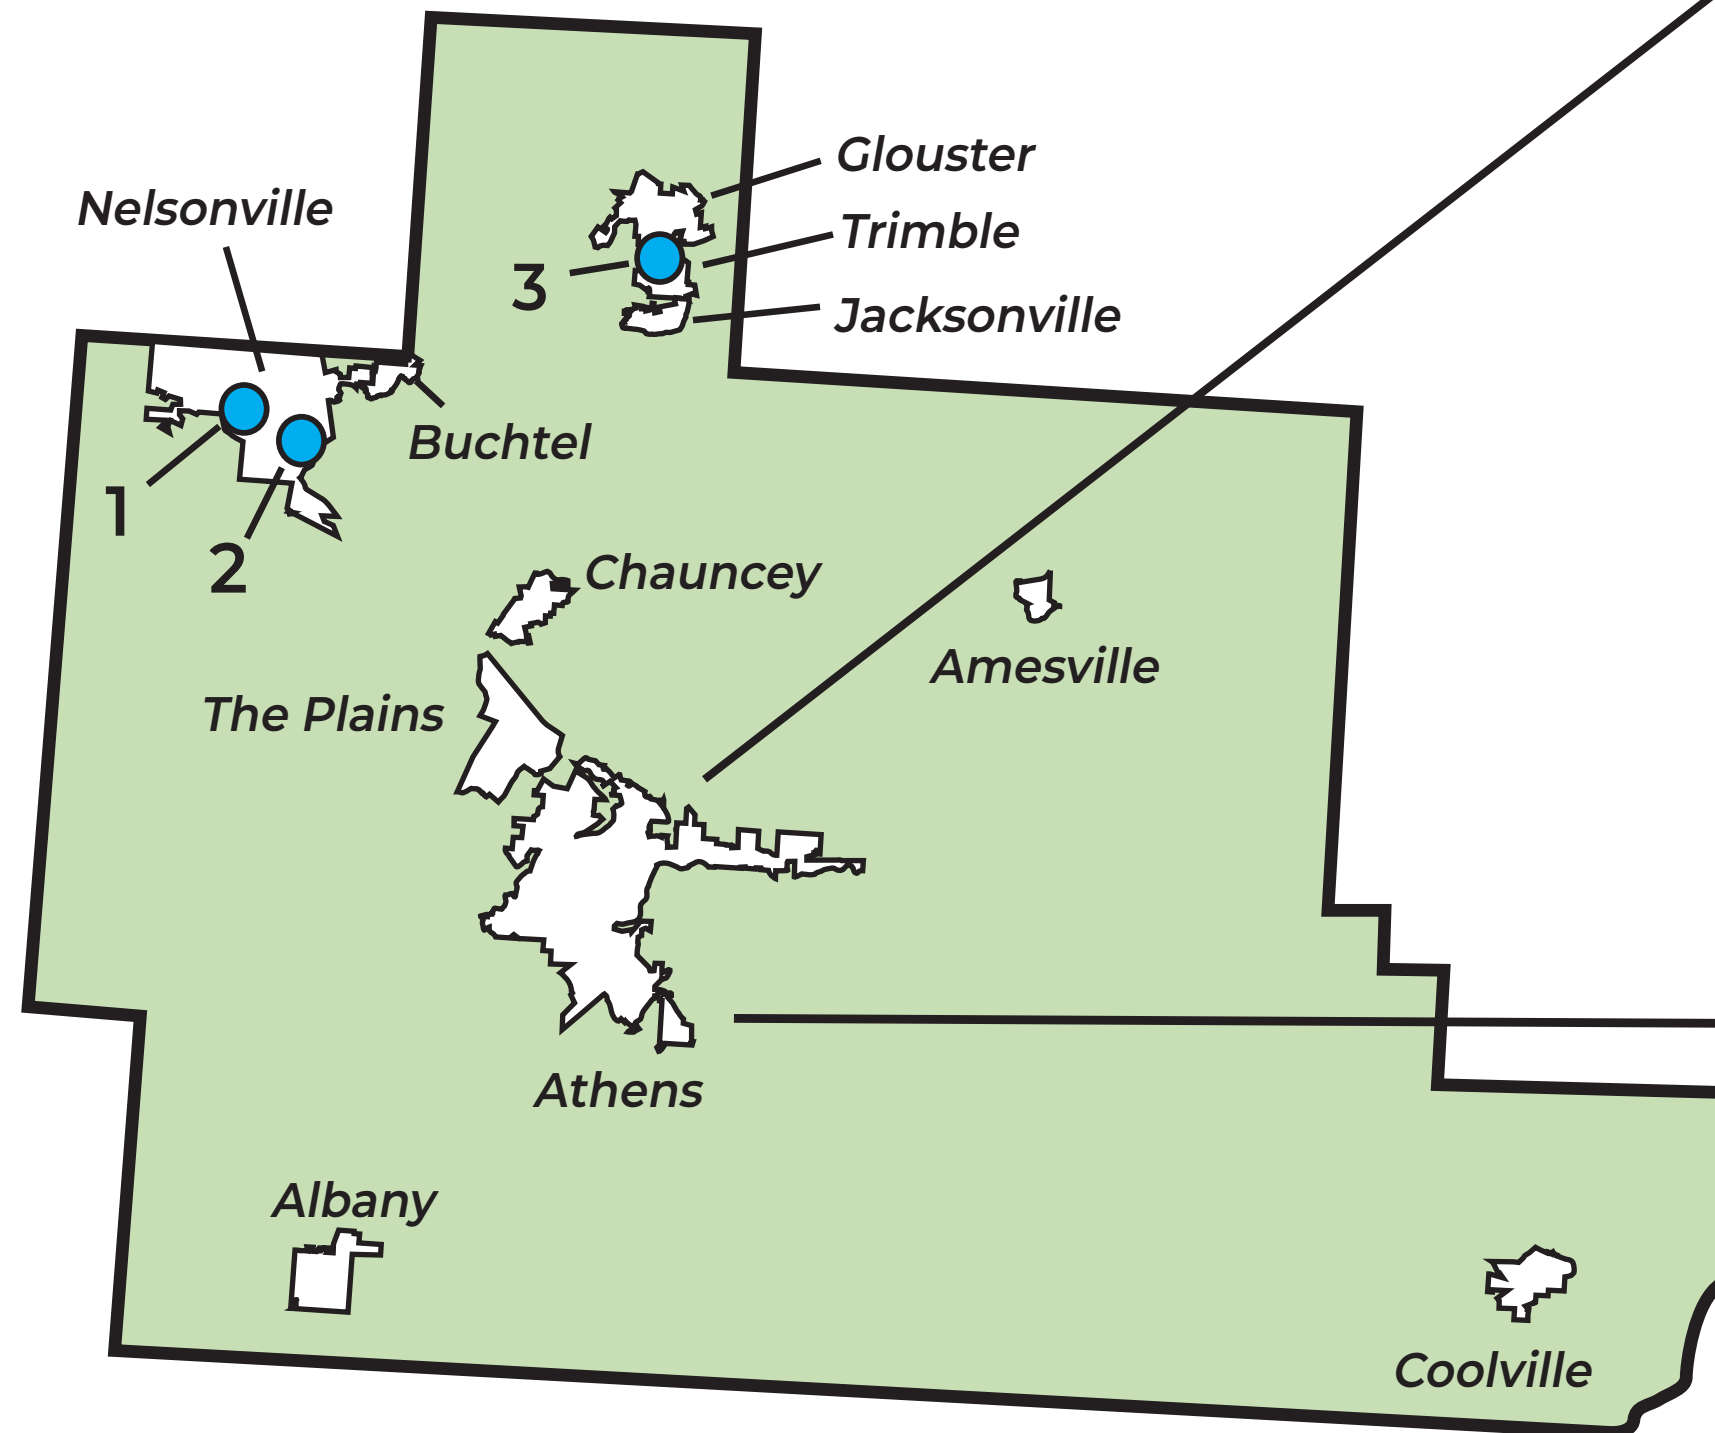 Glouster
Nelsonville
Trimble
3
Jacksonville
Buchtel
1
2
Chauncey
Amesville
The Plains
Athens
Albany
Coolville